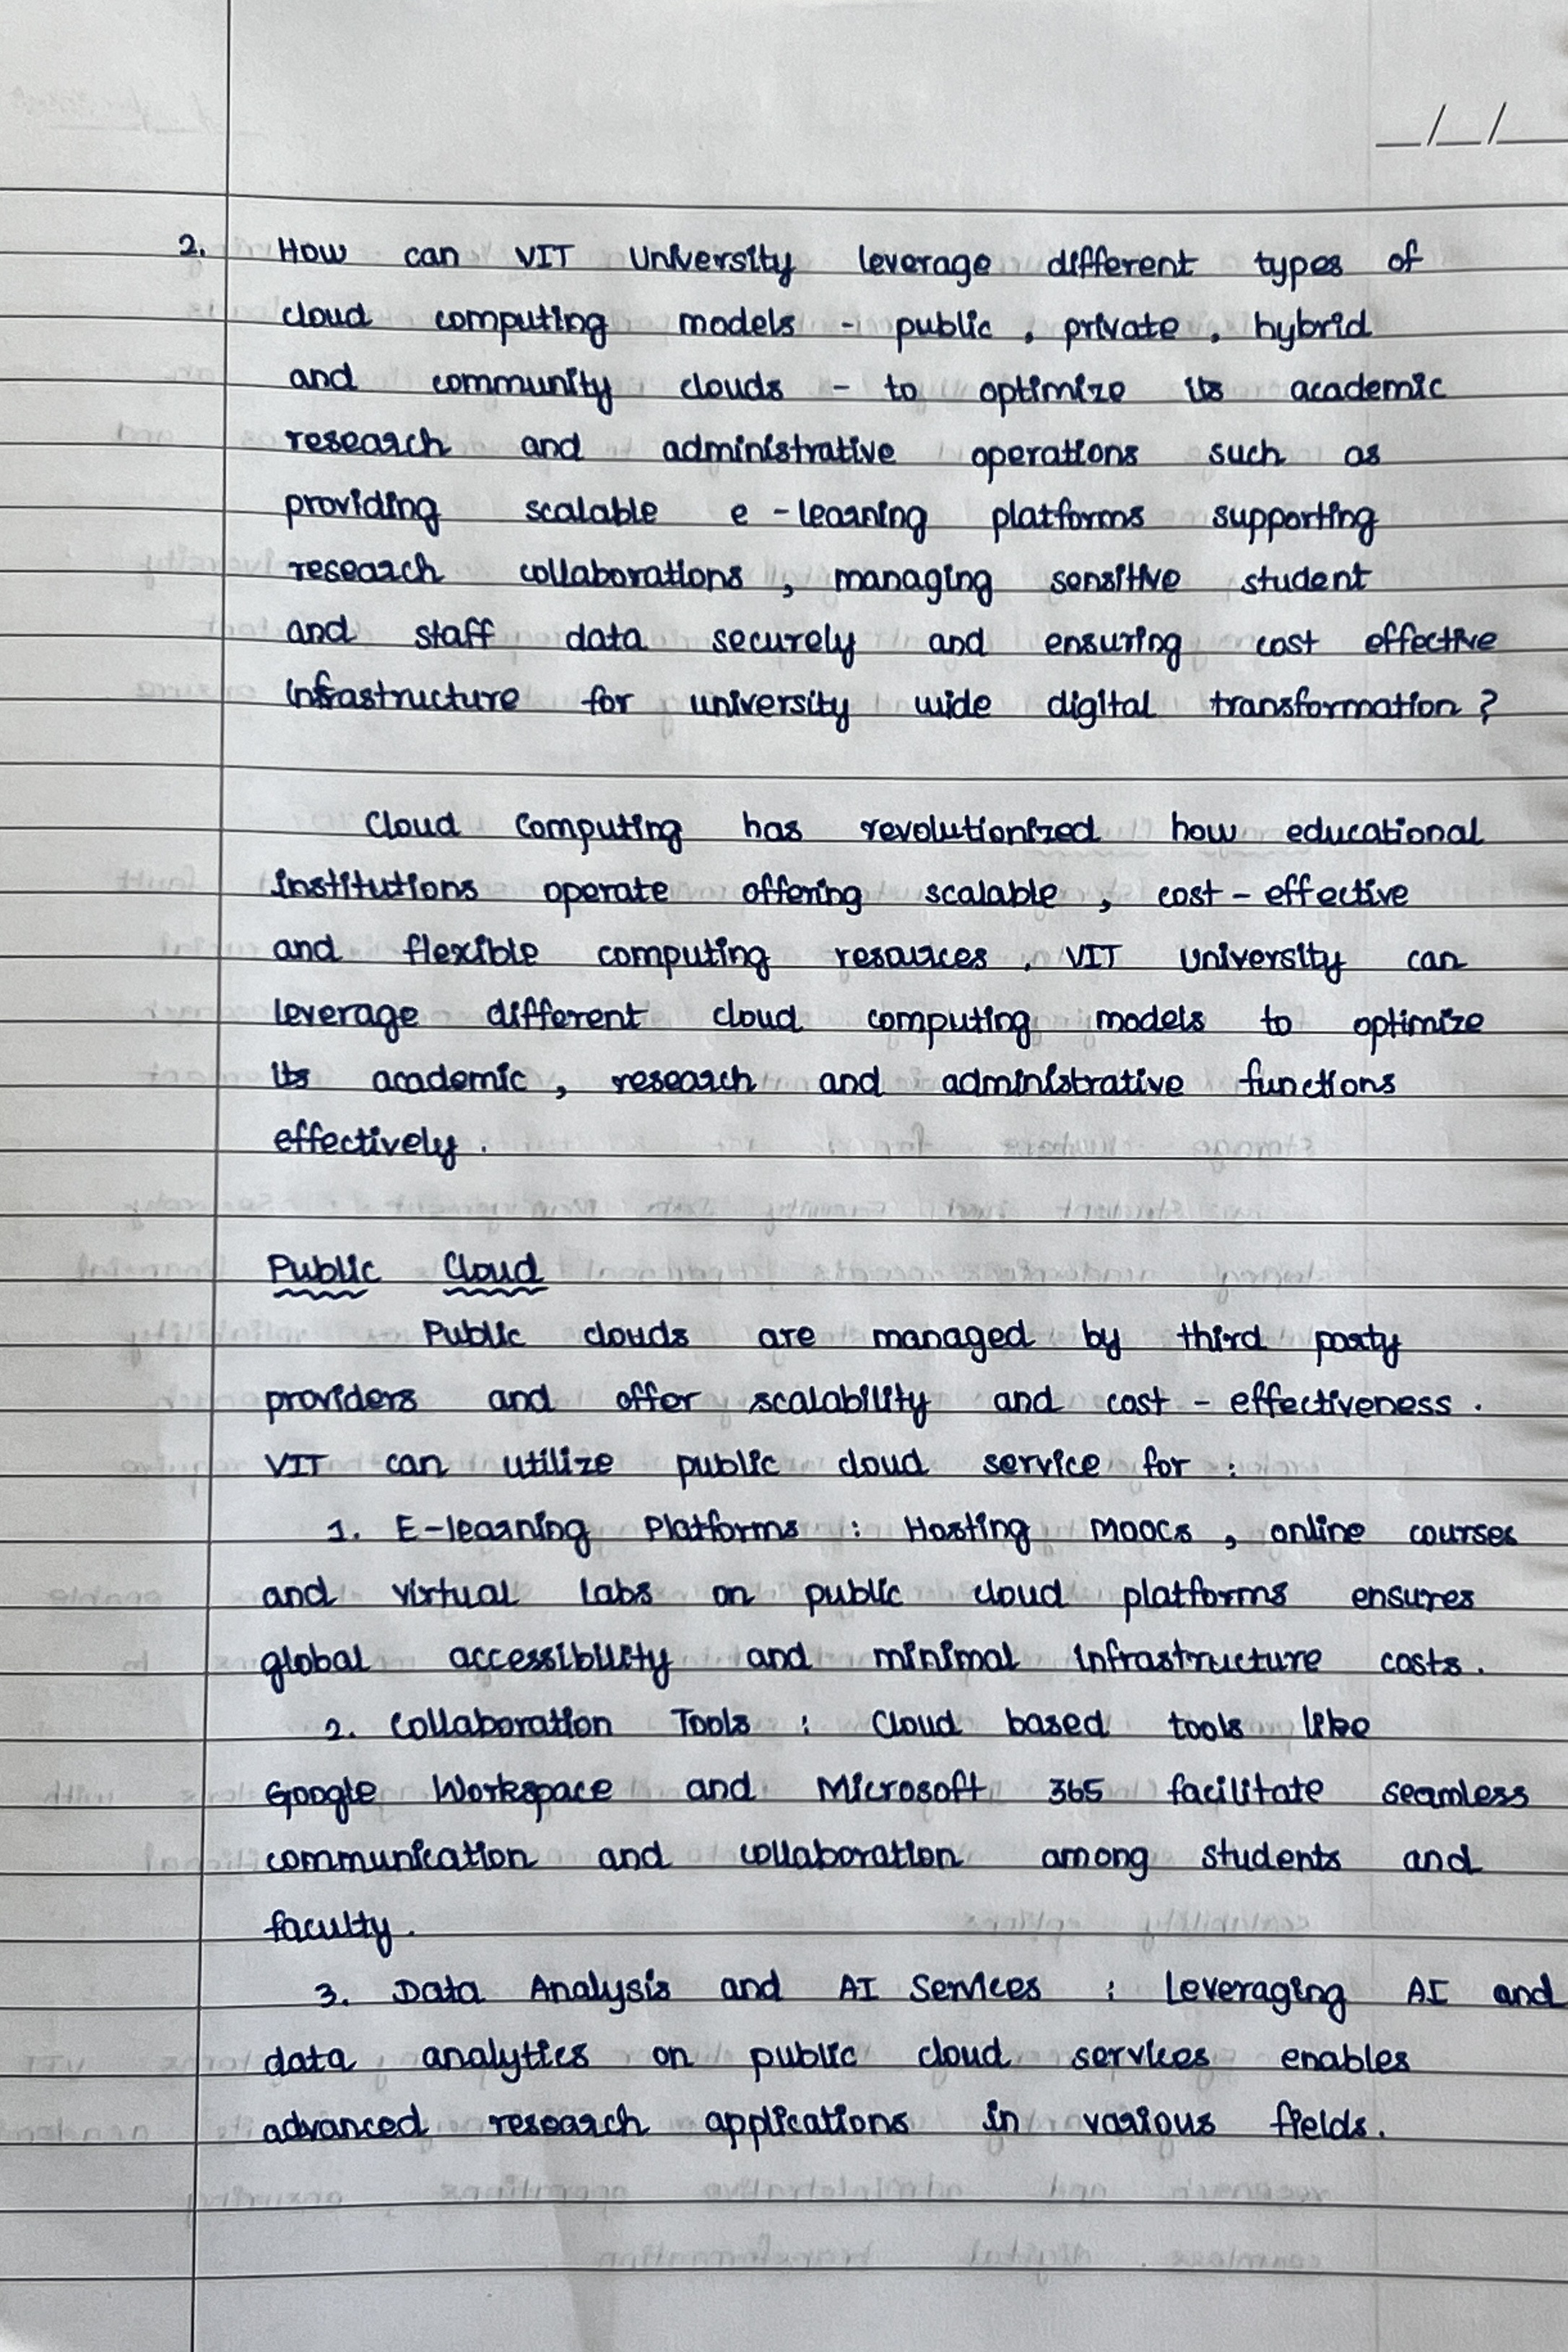 __/__/__
2. How can VIT University leverage different types of
cloud computing models - public , private , hybrid
and community clouds - to optimize its academic
research and administrative operations such as
providing scalable e - learning platforms supporting
research collaborations , managing sensitive student
and staff data securely and ensuring cost effective
infrastructure for university wide digital transformation ?
Cloud Computing has revolutionized how educational
institutions operate offering scalable , cost - effective
and flexible computing resources . VIT University can
leverage different cloud computing models to optimize
its academic , research and administrative functions
effectively .
Public Cloud
Public clouds are managed by third party
providers and offer scalability and cost - effectiveness .
VIT can utilize public cloud service for :
1. E-learning Platforms : Hosting MOOCs , online courses
and virtual Labs on public cloud platforms ensures
global accessibility and minimal infrastructure costs .
2. Collaboration Tools : Cloud based tools like
Google Workspace and Microsoft 365 facilitate seamless
communication and collaboration among students and
faculty .
3. Data Analysis and AI Services : Leveraging AI and
data analytics on public cloud services enables
advanced research applications in various fields .